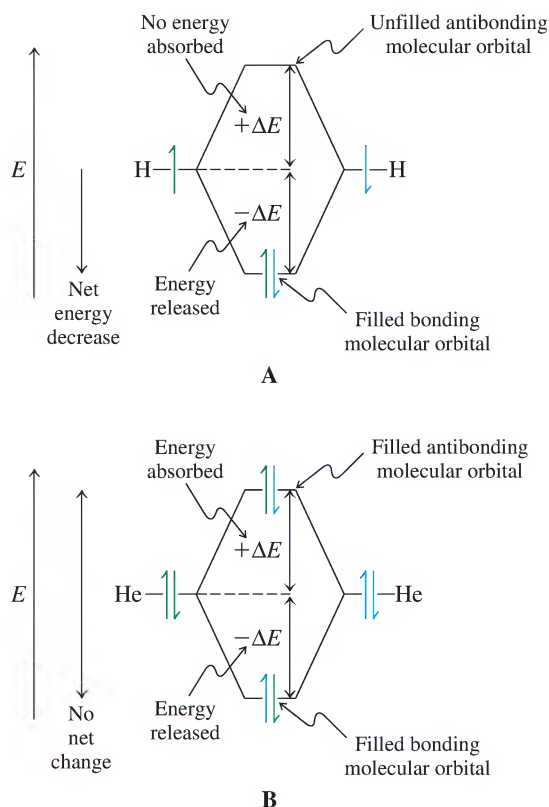 No energy
absorbed
Unfilled antibonding
molecular orbital
+ΔE
E
H
H
−ΔE
Energy
released
Net
energy
decrease
Filled bonding
molecular orbital
A
Energy
absorbed
Filled antibonding
molecular orbital
+ΔE
E
He
He
−ΔE
Energy
released
No
net
change
Filled bonding
molecular orbital
B